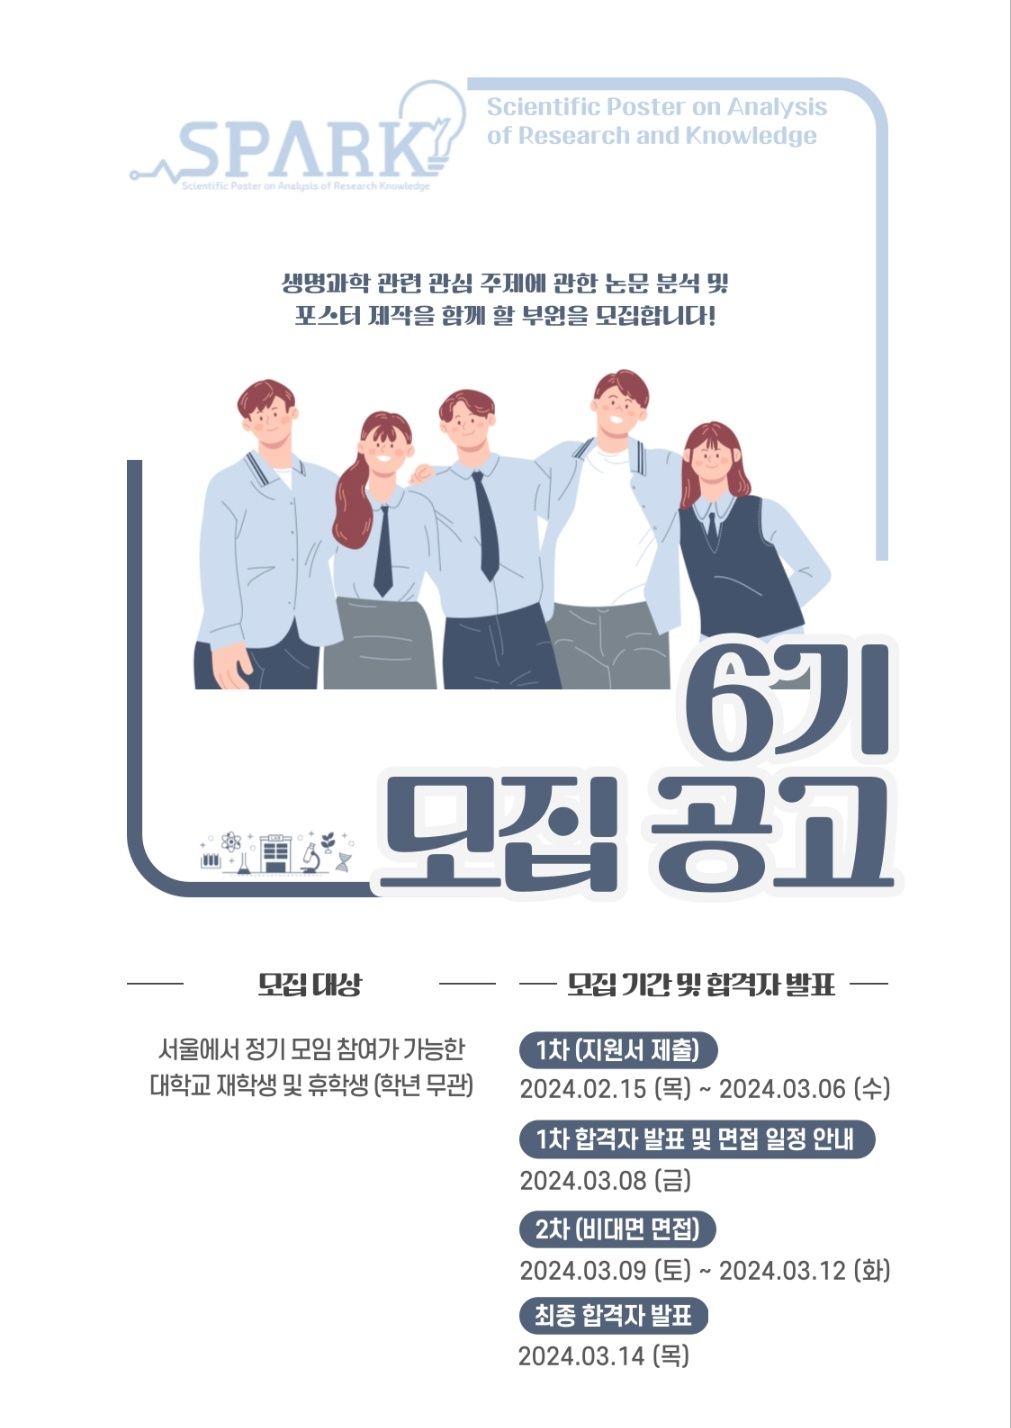 SPARK
Scientific Poster on Analysis of Research Knowledge
Scientific Poster on Analysis
of Research and Knowledge
생명과학 관련 관심 주제에 관한 논문 분석 및
포스터 제작을 함께 할 부원을 모집합니다!
6기
모집 공고
모집 대상
서울에서 정기 모임 참여가 가능한
대학교 재학생 및 휴학생 (학년 무관)
모집 기간 및 합격자 발표
1차 (지원서 제출)
2024.02.15 (목) ~ 2024.03.06 (수)
1차 합격자 발표 및 면접 일정 안내
2024.03.08 (금)
2차 (비대면 면접)
2024.03.09 (토) ~ 2024.03.12 (화)
최종 합격자 발표
2024.03.14 (목)